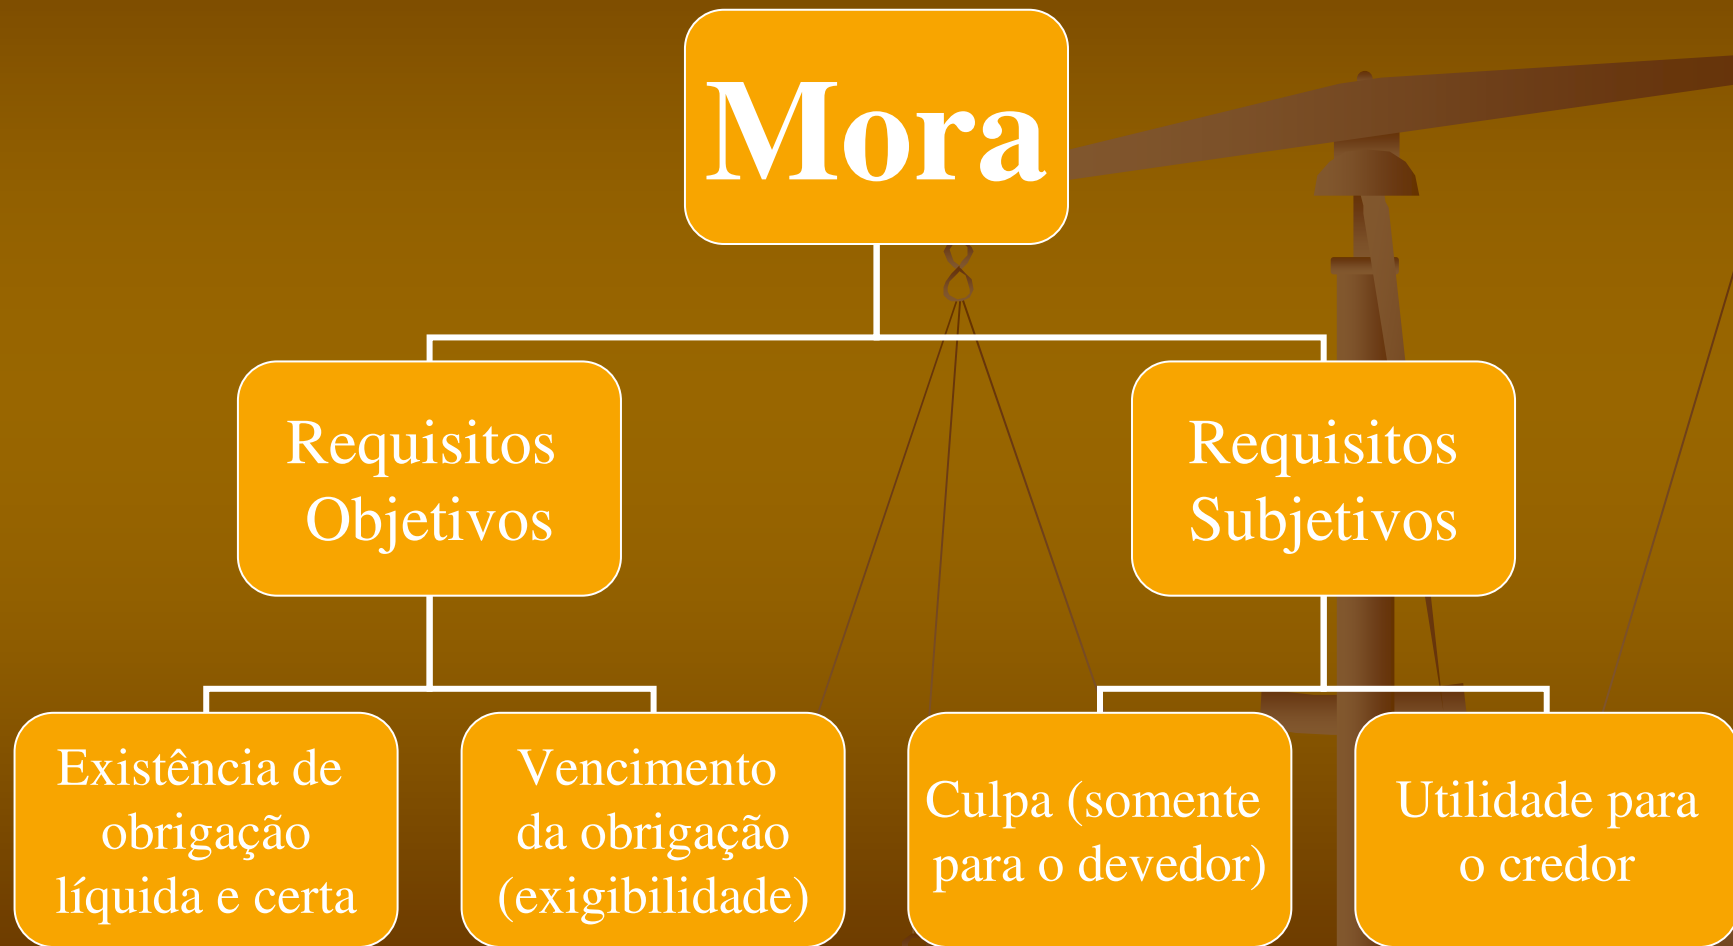 Mora
Requisitos
Objetivos
Requisitos
Subjetivos
Existência de
obrigação
líquida e certa
Vencimento
da obrigação
(exigibilidade)
Culpa (somente
para o devedor)
Utilidade para
o credor